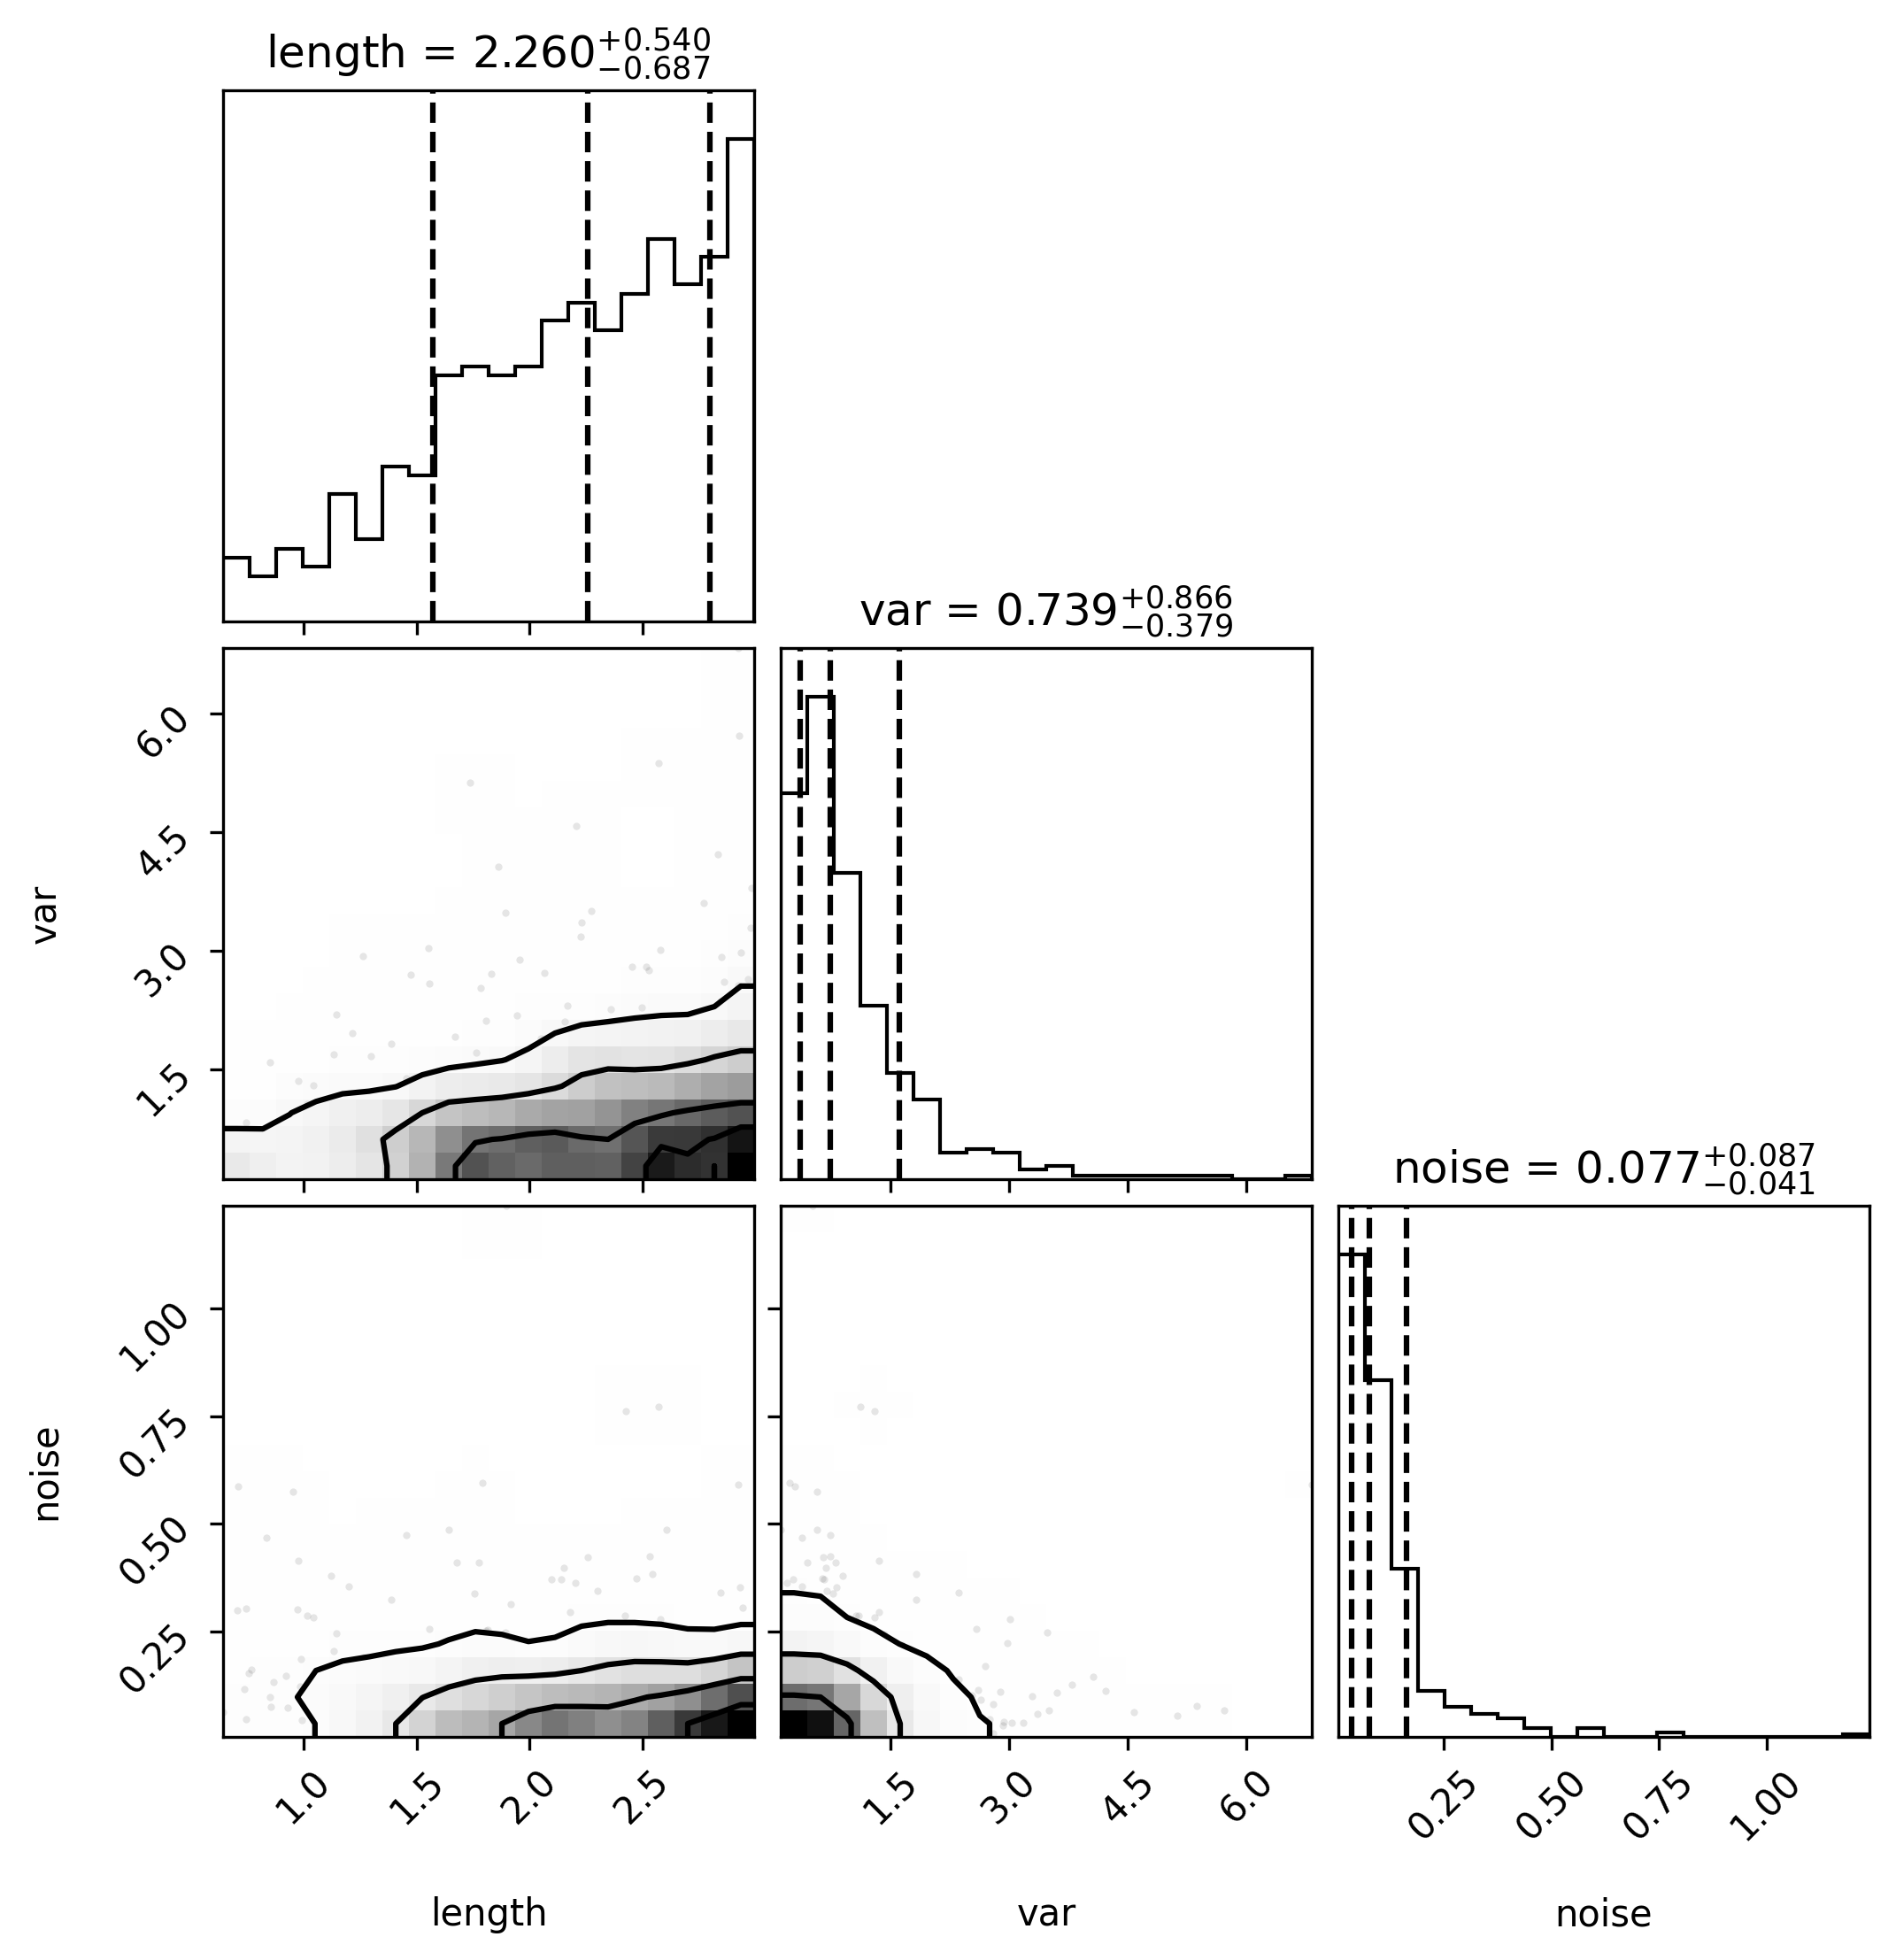 length = 2.260 +0.540 −0.687
var = 0.739 +0.866 −0.379
6.0
4.5
3.0
1.5
var
noise = 0.077 +0.087 −0.041
1.00
0.75
0.50
0.25
noise
1.0 1.5 2.0 2.5 1.5 3.0 4.5 6.0 0.25 0.50 0.75 1.00
length var noise